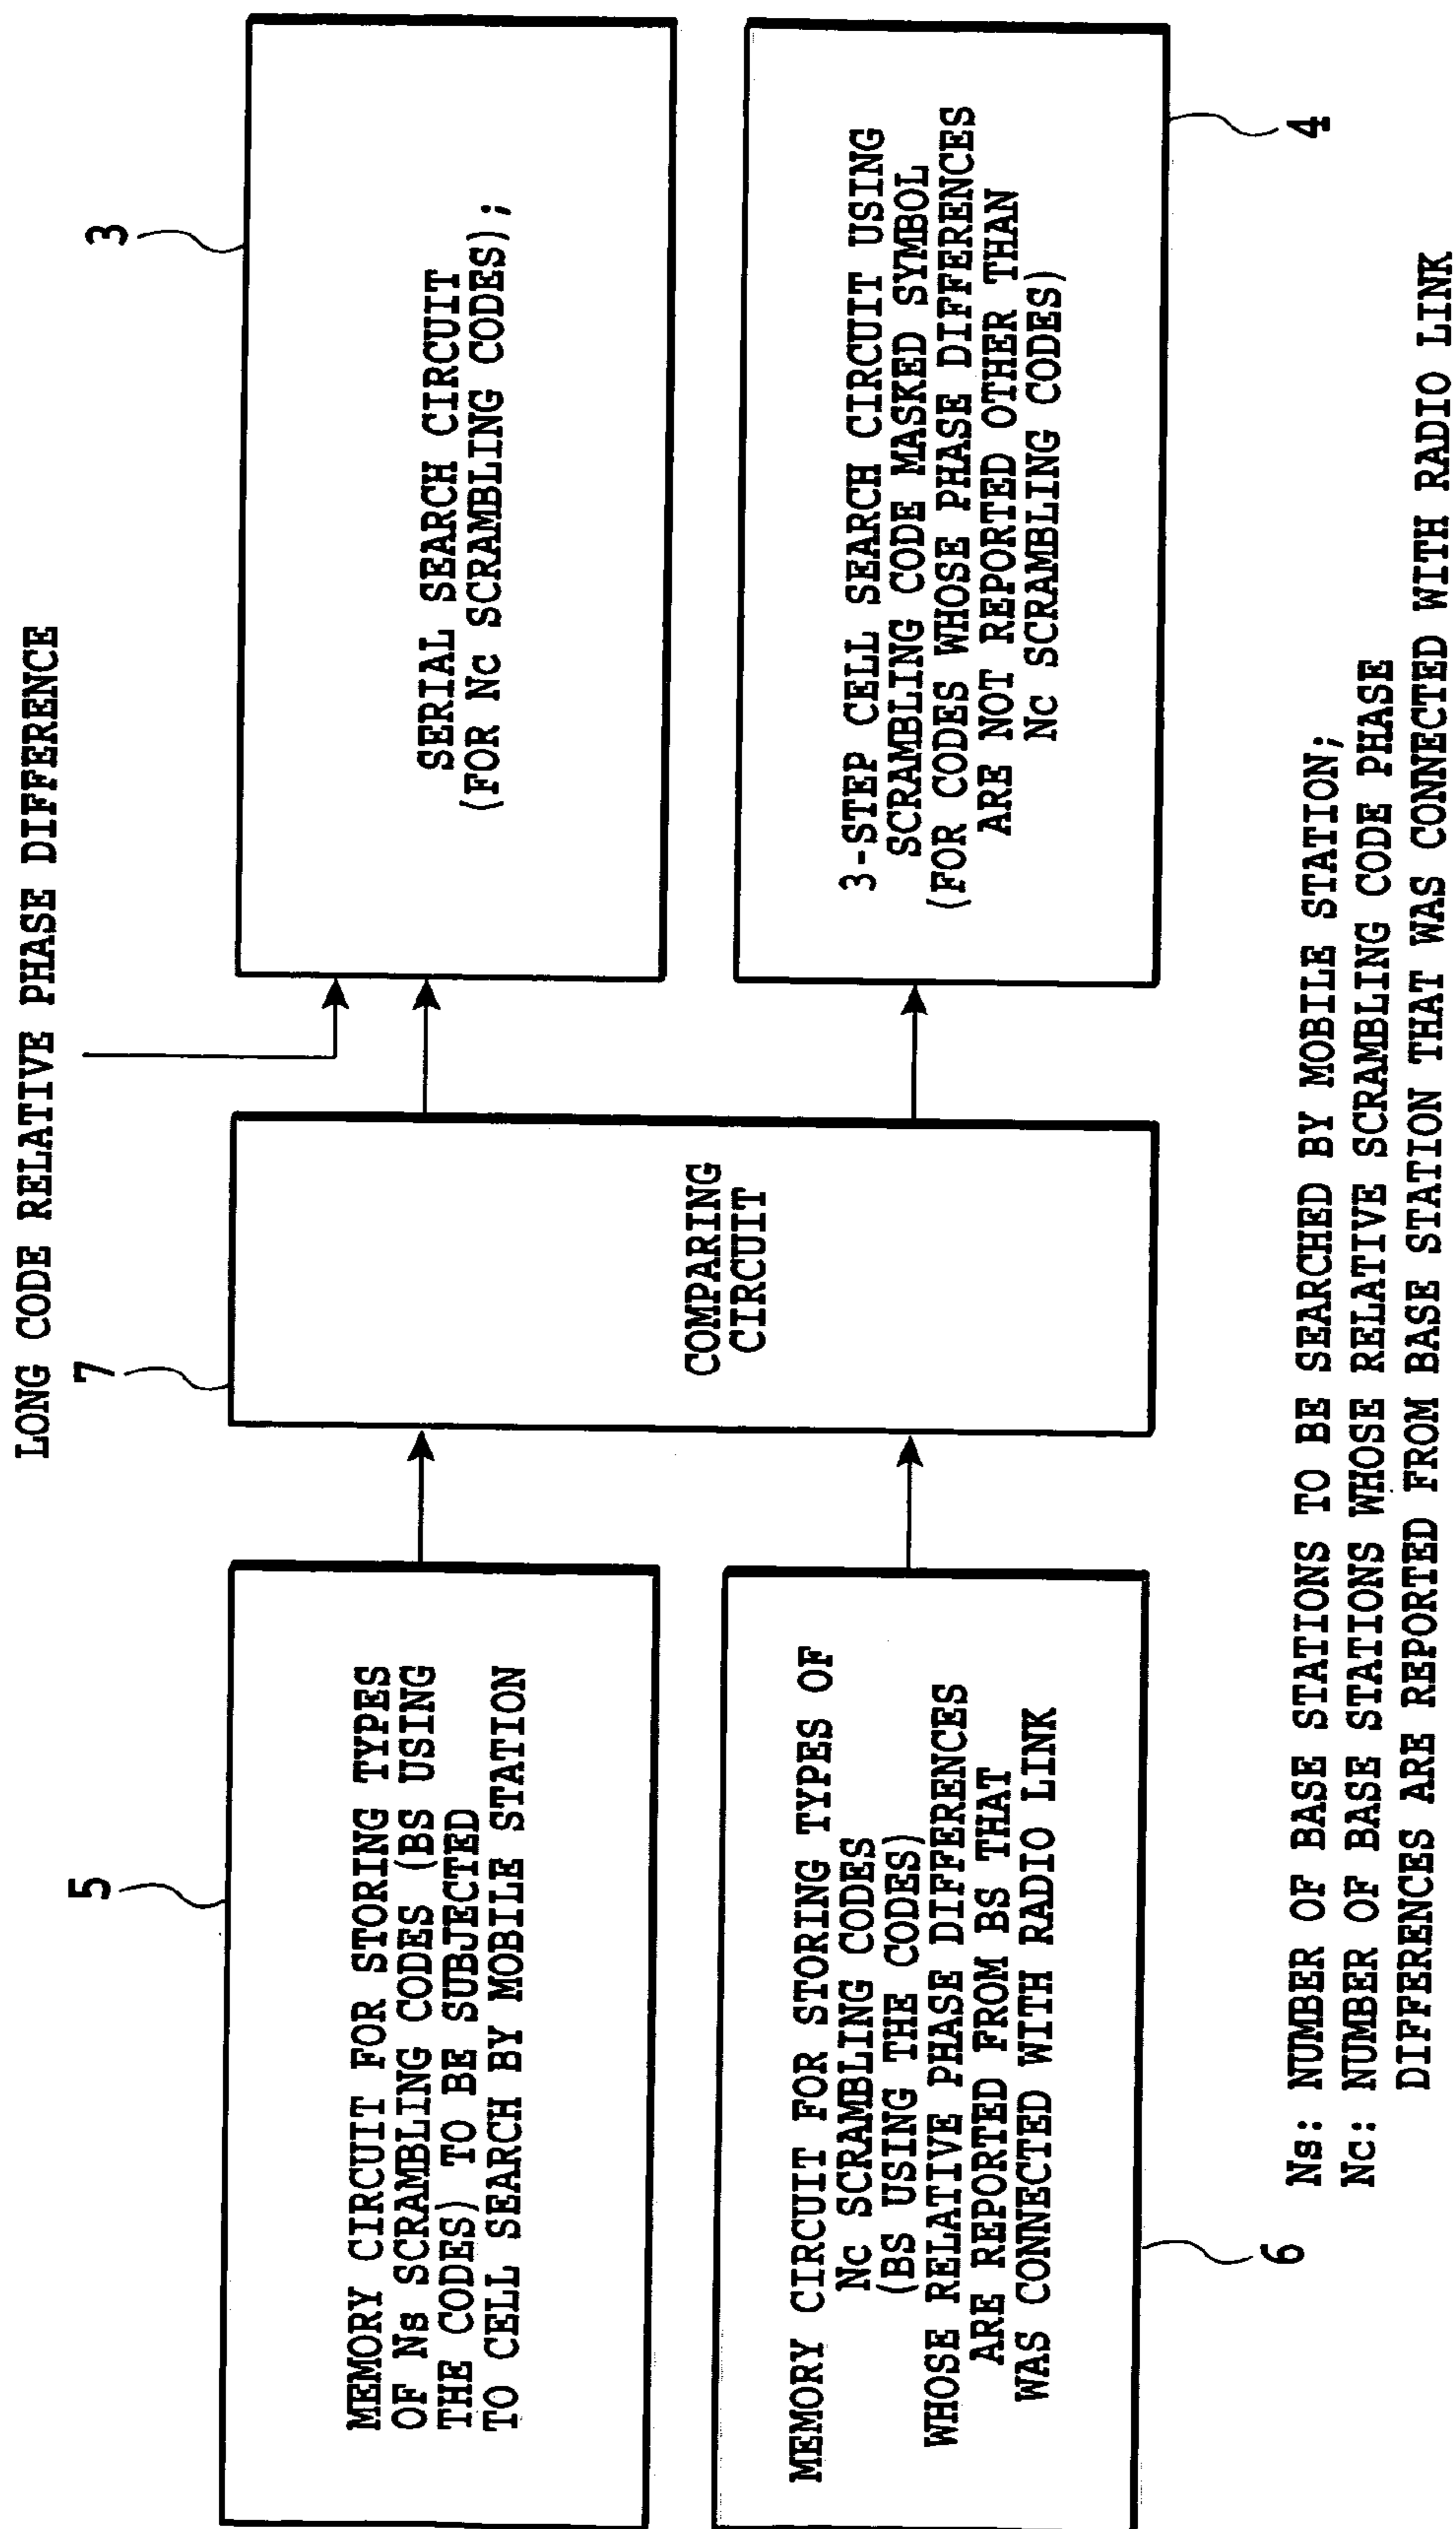 LONG CODE RELATIVE PHASE DIFFERENCE
5
MEMORY CIRCUIT FOR STORING TYPES
OF Ns SCRAMBLING CODES (BS USING
THE CODES) TO BE SUBJECTED
TO CELL SEARCH BY MOBILE STATION
7
COMPARING
CIRCUIT
3
SERIAL SEARCH CIRCUIT
(FOR Nc SCRAMBLING CODES);
MEMORY CIRCUIT FOR STORING TYPES OF
Nc SCRAMBLING CODES
(BS USING THE CODES)
WHOSE RELATIVE PHASE DIFFERENCES
ARE REPORTED FROM BS THAT
WAS CONNECTED WITH RADIO LINK
6
3-STEP CELL SEARCH CIRCUIT USING
SCRAMBLING CODE MASKED SYMBOL
(FOR CODES WHOSE PHASE DIFFERENCES
ARE NOT REPORTED OTHER THAN
Nc SCRAMBLING CODES)
4
Ns: NUMBER OF BASE STATIONS TO BE SEARCHED BY MOBILE STATION;
Nc: NUMBER OF BASE STATIONS WHOSE RELATIVE SCRAMBLING CODE PHASE
DIFFERENCES ARE REPORTED FROM BASE STATION THAT WAS CONNECTED WITH RADIO LINK